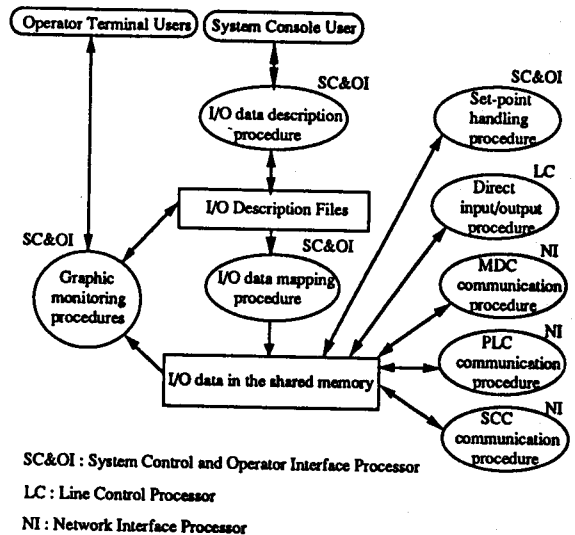 Operator Terminal Users
System Console User
SC&OI
I/O data description
procedure
SC&OI
Set-point
handling
procedure
LC
Direct
input/output
procedure
I/O Description Files
SC&OI
SC&OI
Graphic
monitoring
procedures
I/O data mapping
procedure
NI
MDC
communication
procedure
NI
PLC
communication
procedure
I/O data in the shared memory
NI
SCC
communication
procedure
SC&OI : System Control and Operator Interface Processor
LC : Line Control Processor
NI : Network Interface Processor